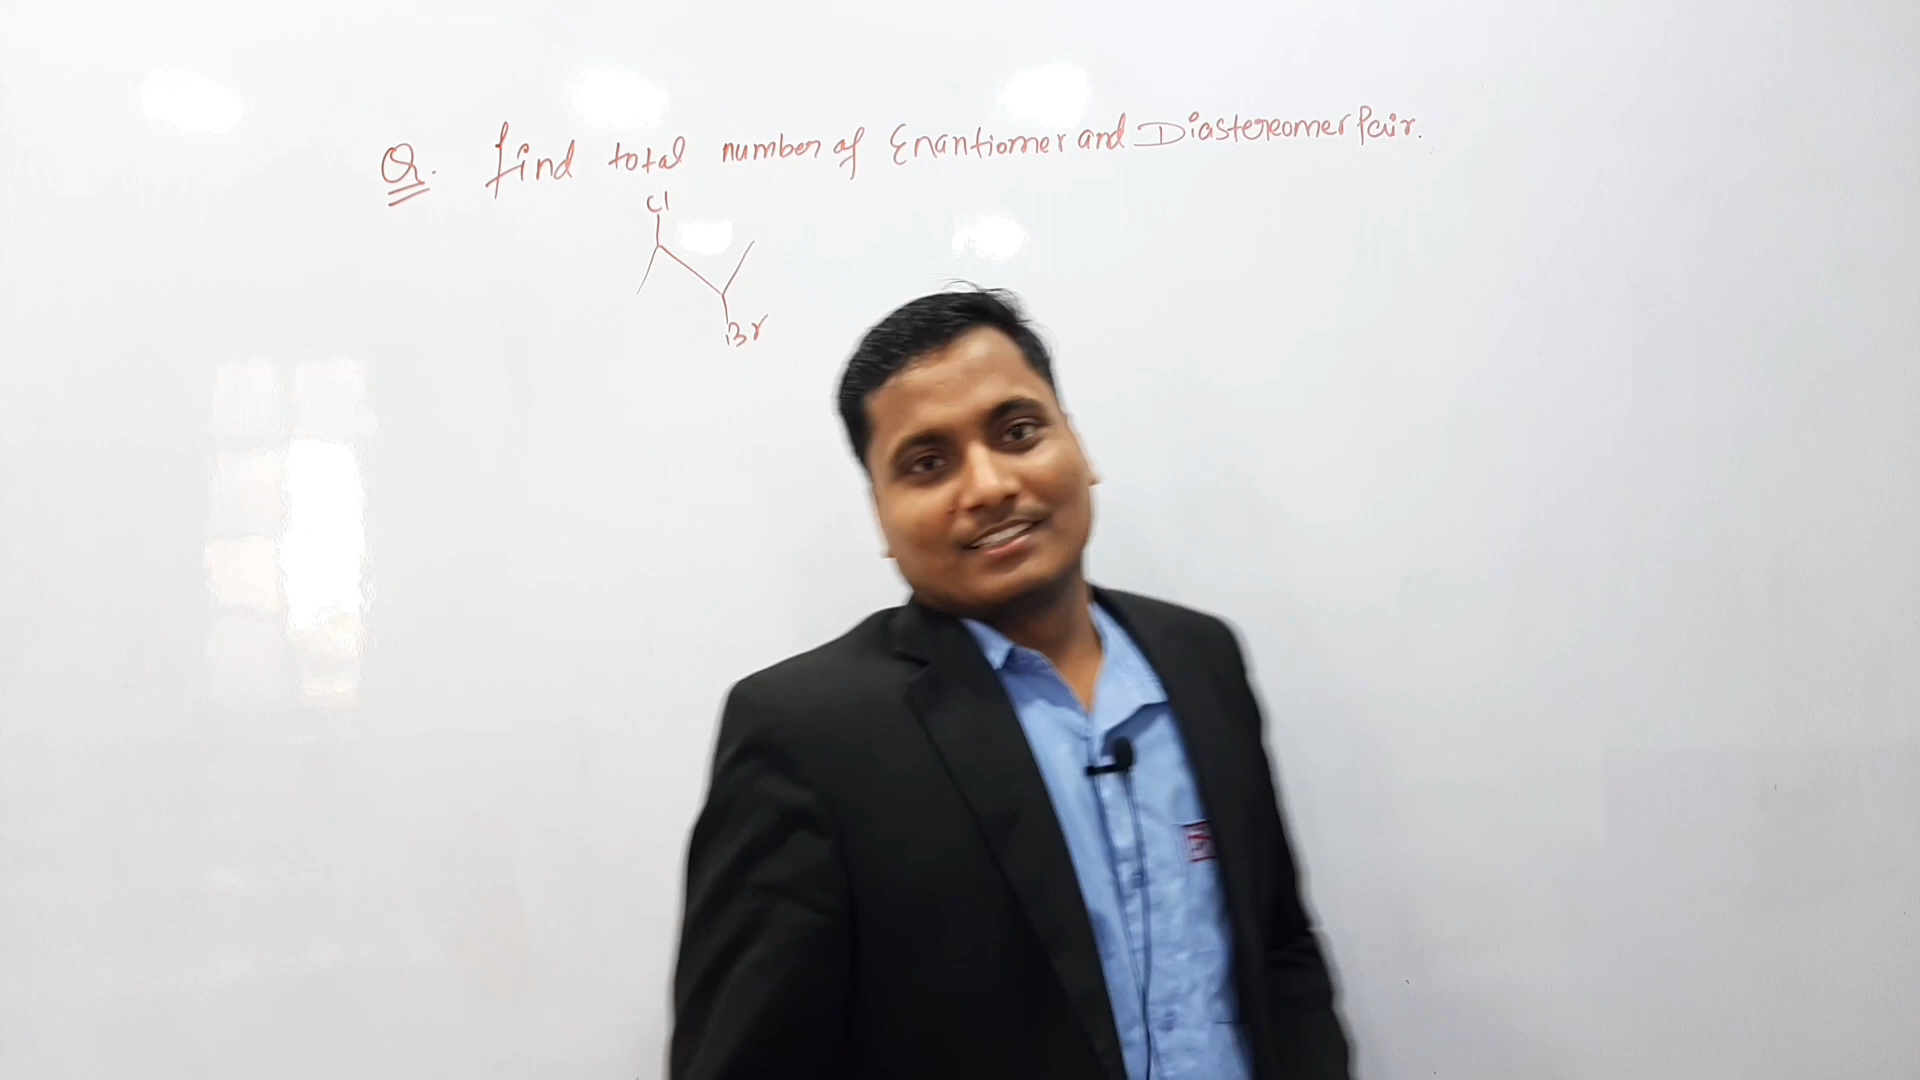 Q. find total number of Enantiomer and Diastereomer Pair.
Cl
Br